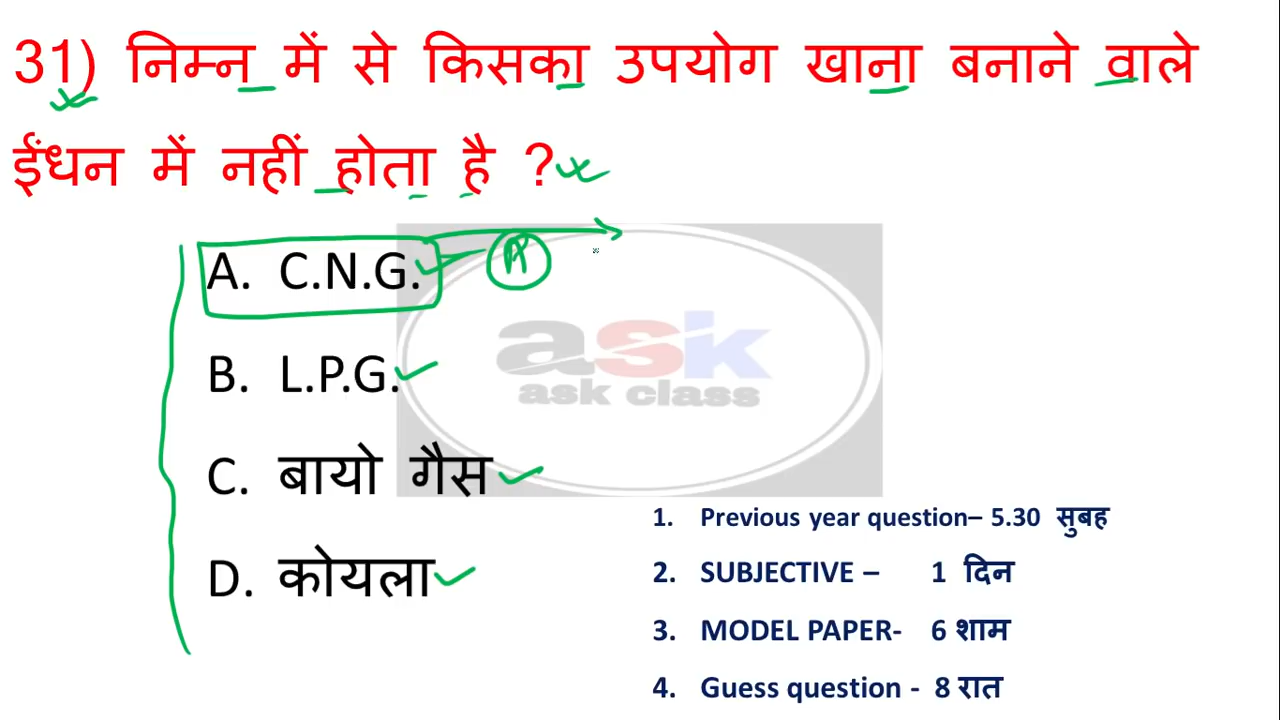 31) निम्न में से किसका उपयोग खाना बनाने वाले
ईंधन में नहीं होता है ?
A. C.N.G.
A
B. L.P.G.
ask
ask class
C. बायो गैस
D. कोयला
1. Previous year question– 5.30 सुबह
2. SUBJECTIVE – 1 दिन
3. MODEL PAPER- 6 शाम
4. Guess question - 8 रात